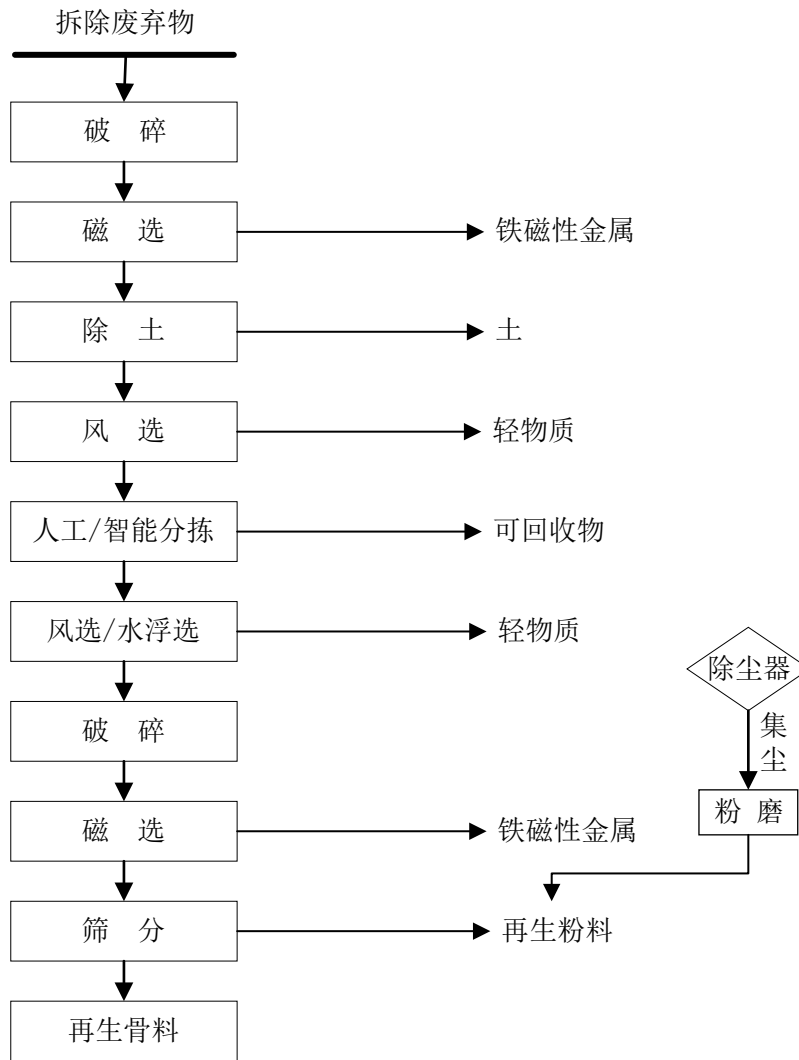 拆除废弃物
破 碎
磁 选
铁磁性金属
除 土
土
风 选
轻物质
人工/智能分拣
可回收物
风选/水浮选
轻物质
除尘器
集尘
破 碎
粉 磨
磁 选
铁磁性金属
筛 分
再生粉料
再生骨料